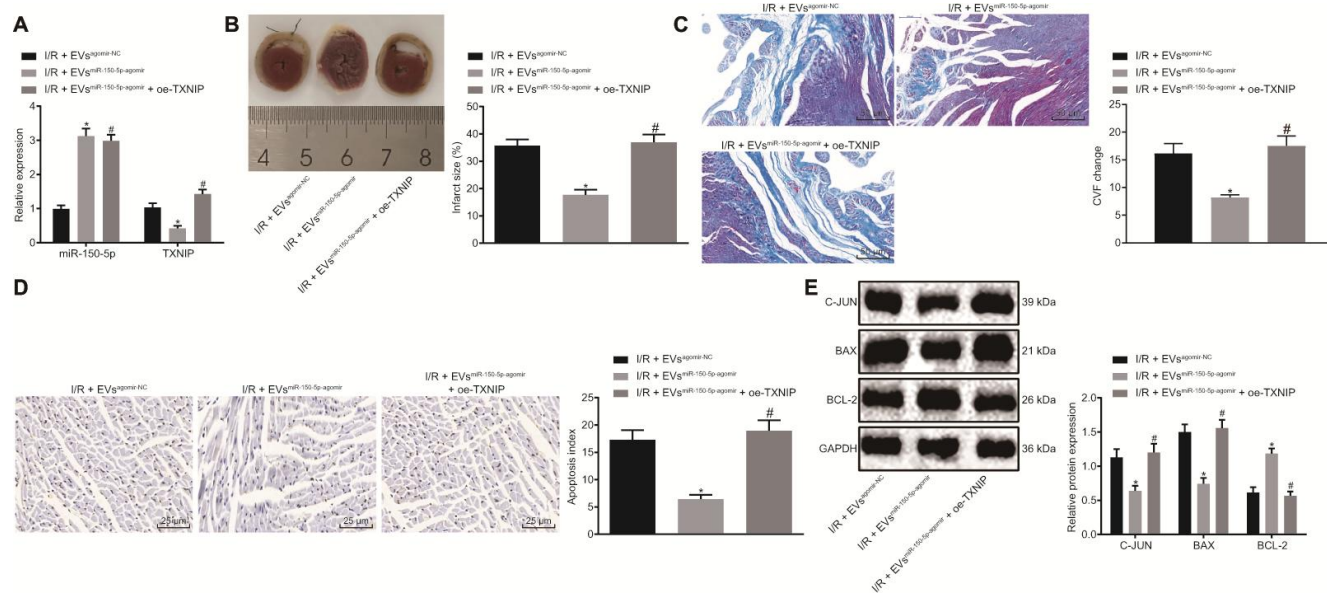 A
I/R + EVs^agomir-NC
I/R + EVs^miR-150-5p-agomir
I/R + EVs^miR-150-5p-agomir + oe-TXNIP
Relative expression
4
3
2
1
0
*
#
*
#
miR-150-5p
TXNIP
B
4 5 6 7 8
I/R + EVs^agomir-NC
I/R + EVs^miR-150-5p-agomir
I/R + EVs^miR-150-5p-agomir + oe-TXNIP
I/R + EVs^agomir-NC
I/R + EVs^miR-150-5p-agomir
I/R + EVs^miR-150-5p-agomir + oe-TXNIP
Infarct size (%)
50
40
30
20
10
0
*
#
C
I/R + EVs^agomir-NC
I/R + EVs^miR-150-5p-agomir
I/R + EVs^miR-150-5p-agomir + oe-TXNIP
I/R + EVs^agomir-NC
I/R + EVs^miR-150-5p-agomir
I/R + EVs^miR-150-5p-agomir + oe-TXNIP
CVF change
25
20
15
10
5
0
*
#
D
I/R + EVs^agomir-NC
I/R + EVs^miR-150-5p-agomir
I/R + EVs^miR-150-5p-agomir
+ oe-TXNIP
25 μm
25 μm
25 μm
I/R + EVs^agomir-NC
I/R + EVs^miR-150-5p-agomir
I/R + EVs^miR-150-5p-agomir + oe-TXNIP
Apoptosis index
25
20
15
10
5
0
*
#
E
C-JUN 39 kDa
BAX 21 kDa
BCL-2 26 kDa
GAPDH 36 kDa
I/R + EVs^agomir-NC
I/R + EVs^miR-150-5p-agomir
I/R + EVs^miR-150-5p-agomir + oe-TXNIP
I/R + EVs^agomir-NC
I/R + EVs^miR-150-5p-agomir
I/R + EVs^miR-150-5p-agomir + oe-TXNIP
Relative protein expression
2.0
1.5
1.0
0.5
0.0
*
#
*
#
*
#
C-JUN
BAX
BCL-2